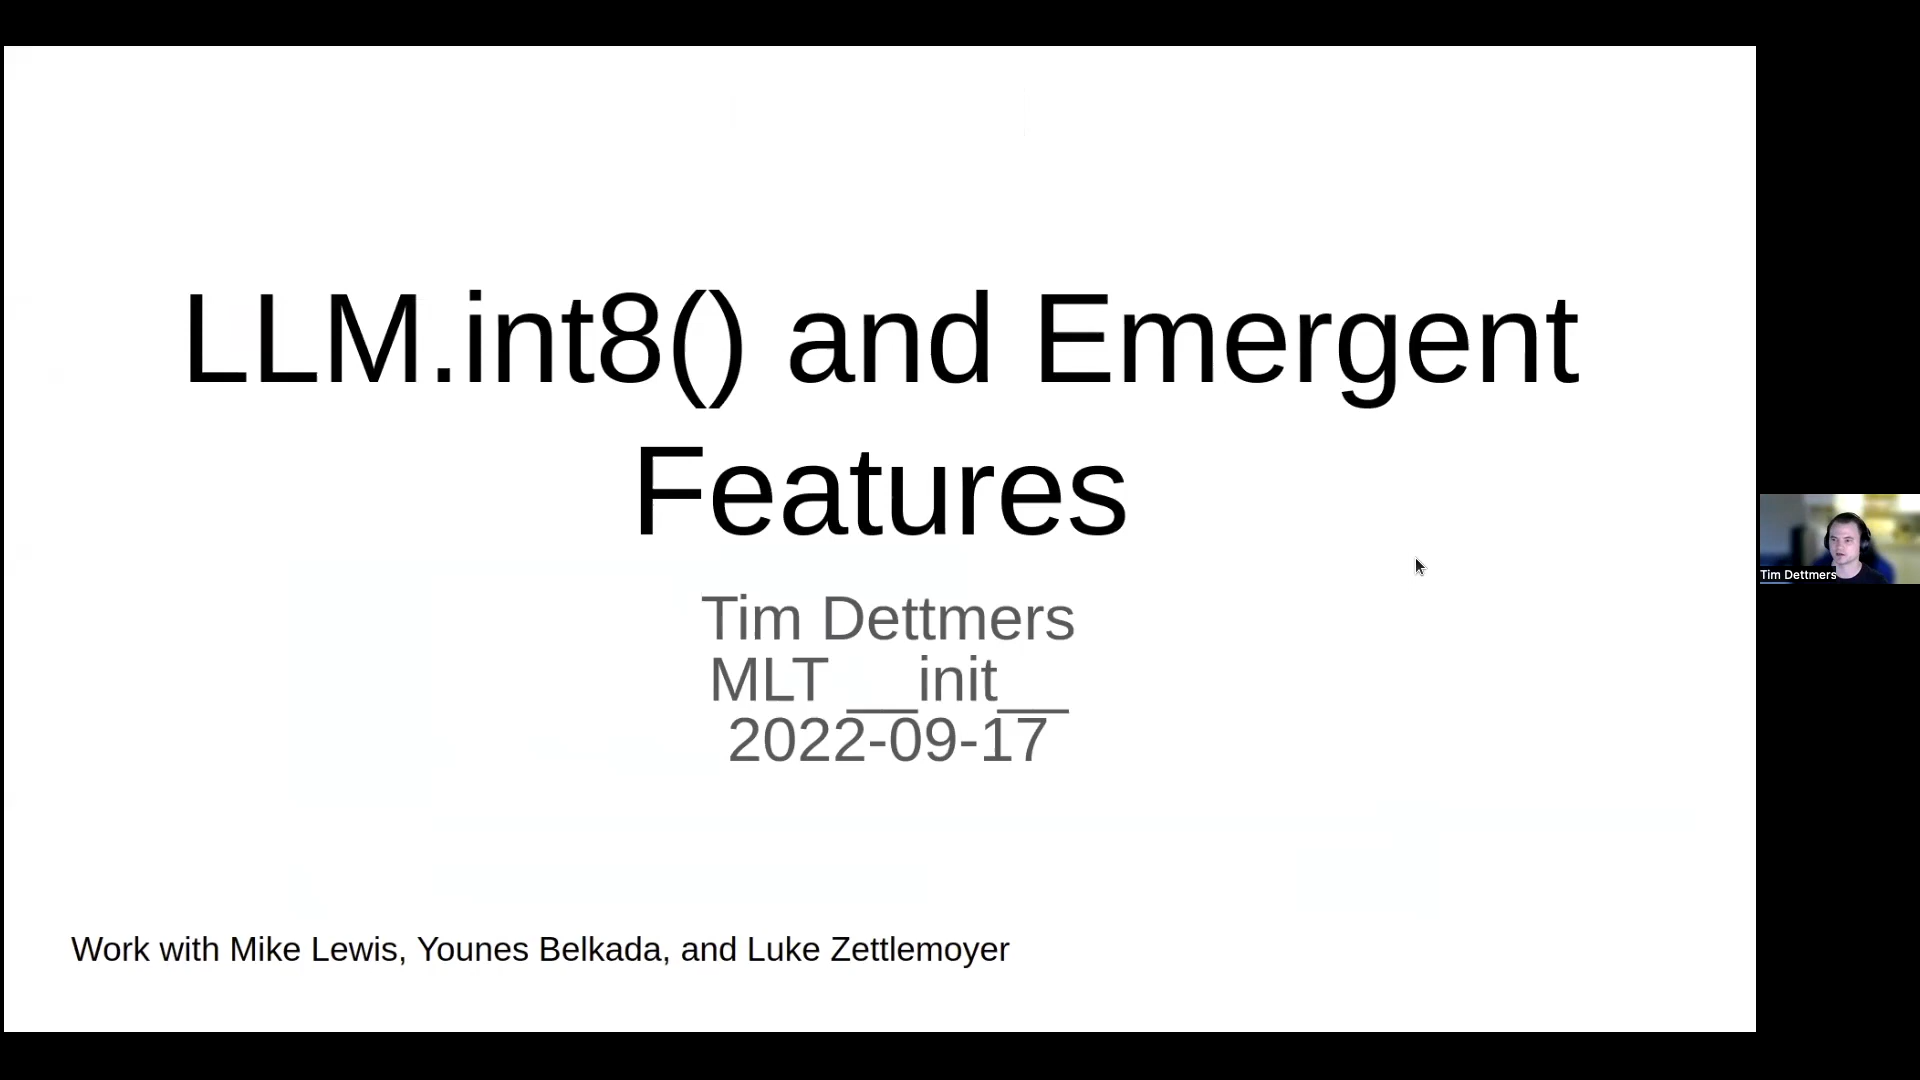 LLM.int8() and Emergent
Features
Tim Dettmers
MLT __init__
2022-09-17
Work with Mike Lewis, Younes Belkada, and Luke Zettlemoyer
Tim Dettmers